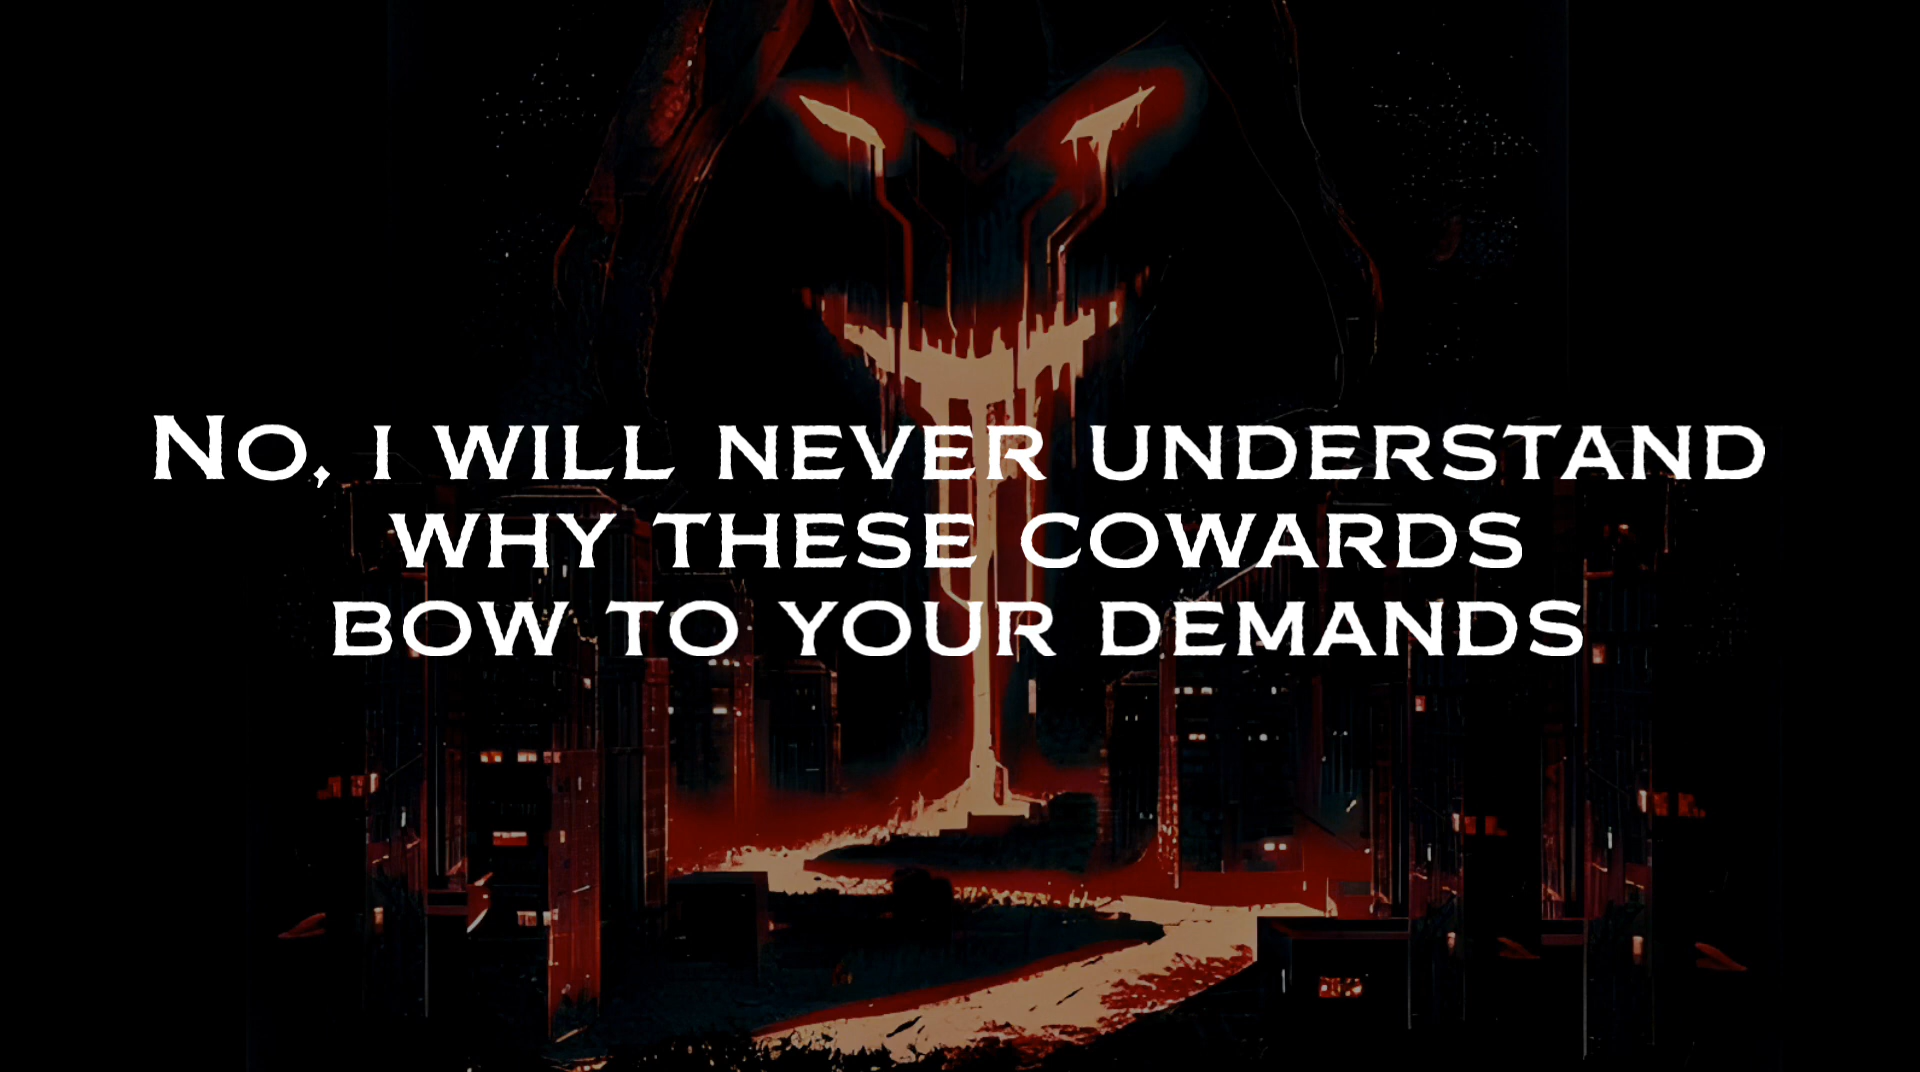 No, i will never understand
why these cowards
bow to your demands